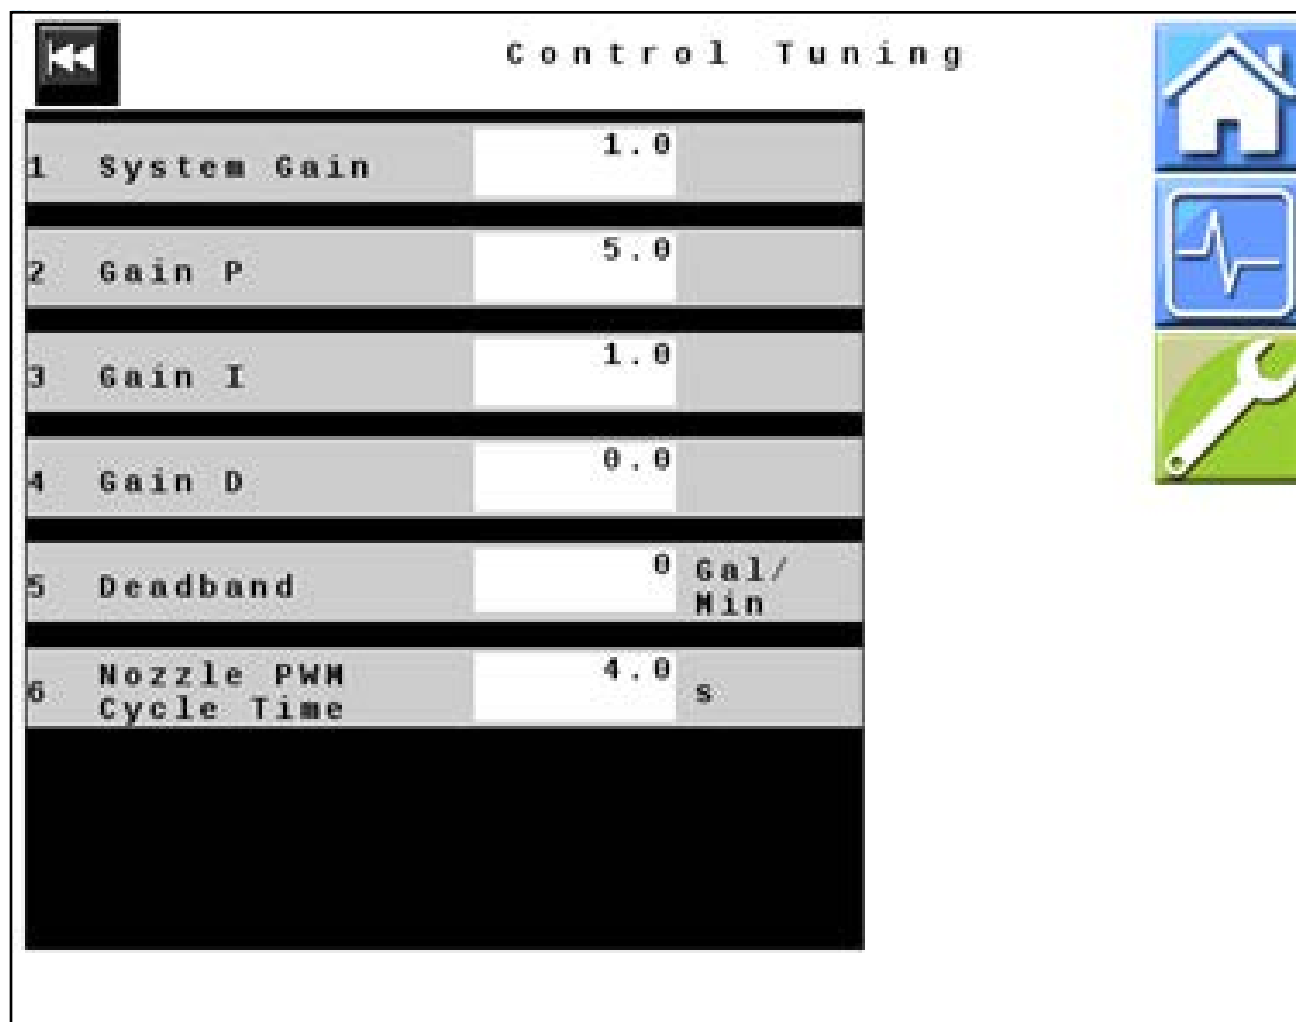 Control Tuning
1 System Gain 1.0
2 Gain P 5.0
3 Gain I 1.0
4 Gain D 0.0
5 Deadband 0 Gal/
Min
6 Nozzle PWM
Cycle Time 4.0 s